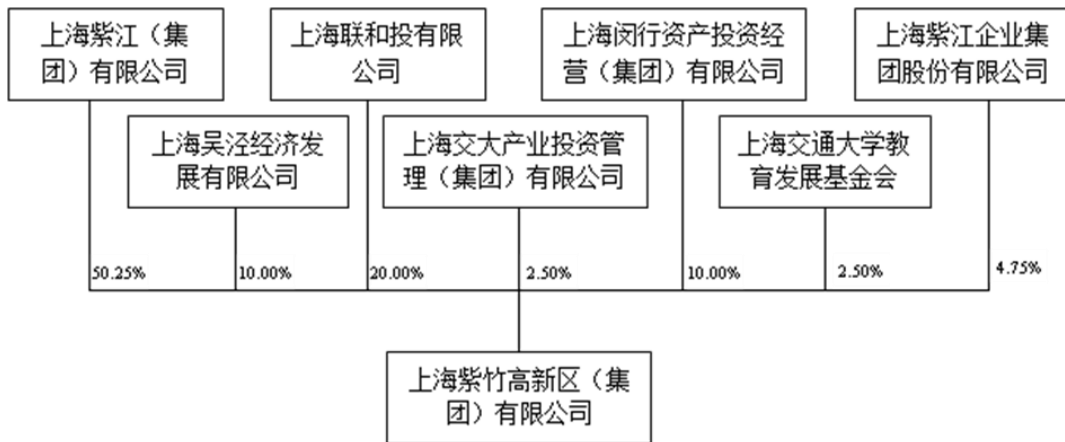 上海紫江（集
团）有限公司
上海联和投有限
公司
上海闵行资产投资经
营（集团）有限公司
上海紫江企业集
团股份有限公司
上海吴泾经济发
展有限公司
上海交大产业投资管
理（集团）有限公司
上海交通大学教
育发展基金会
50.25%
10.00%
20.00%
2.50%
10.00%
2.50%
4.75%
上海紫竹高新区（集
团）有限公司